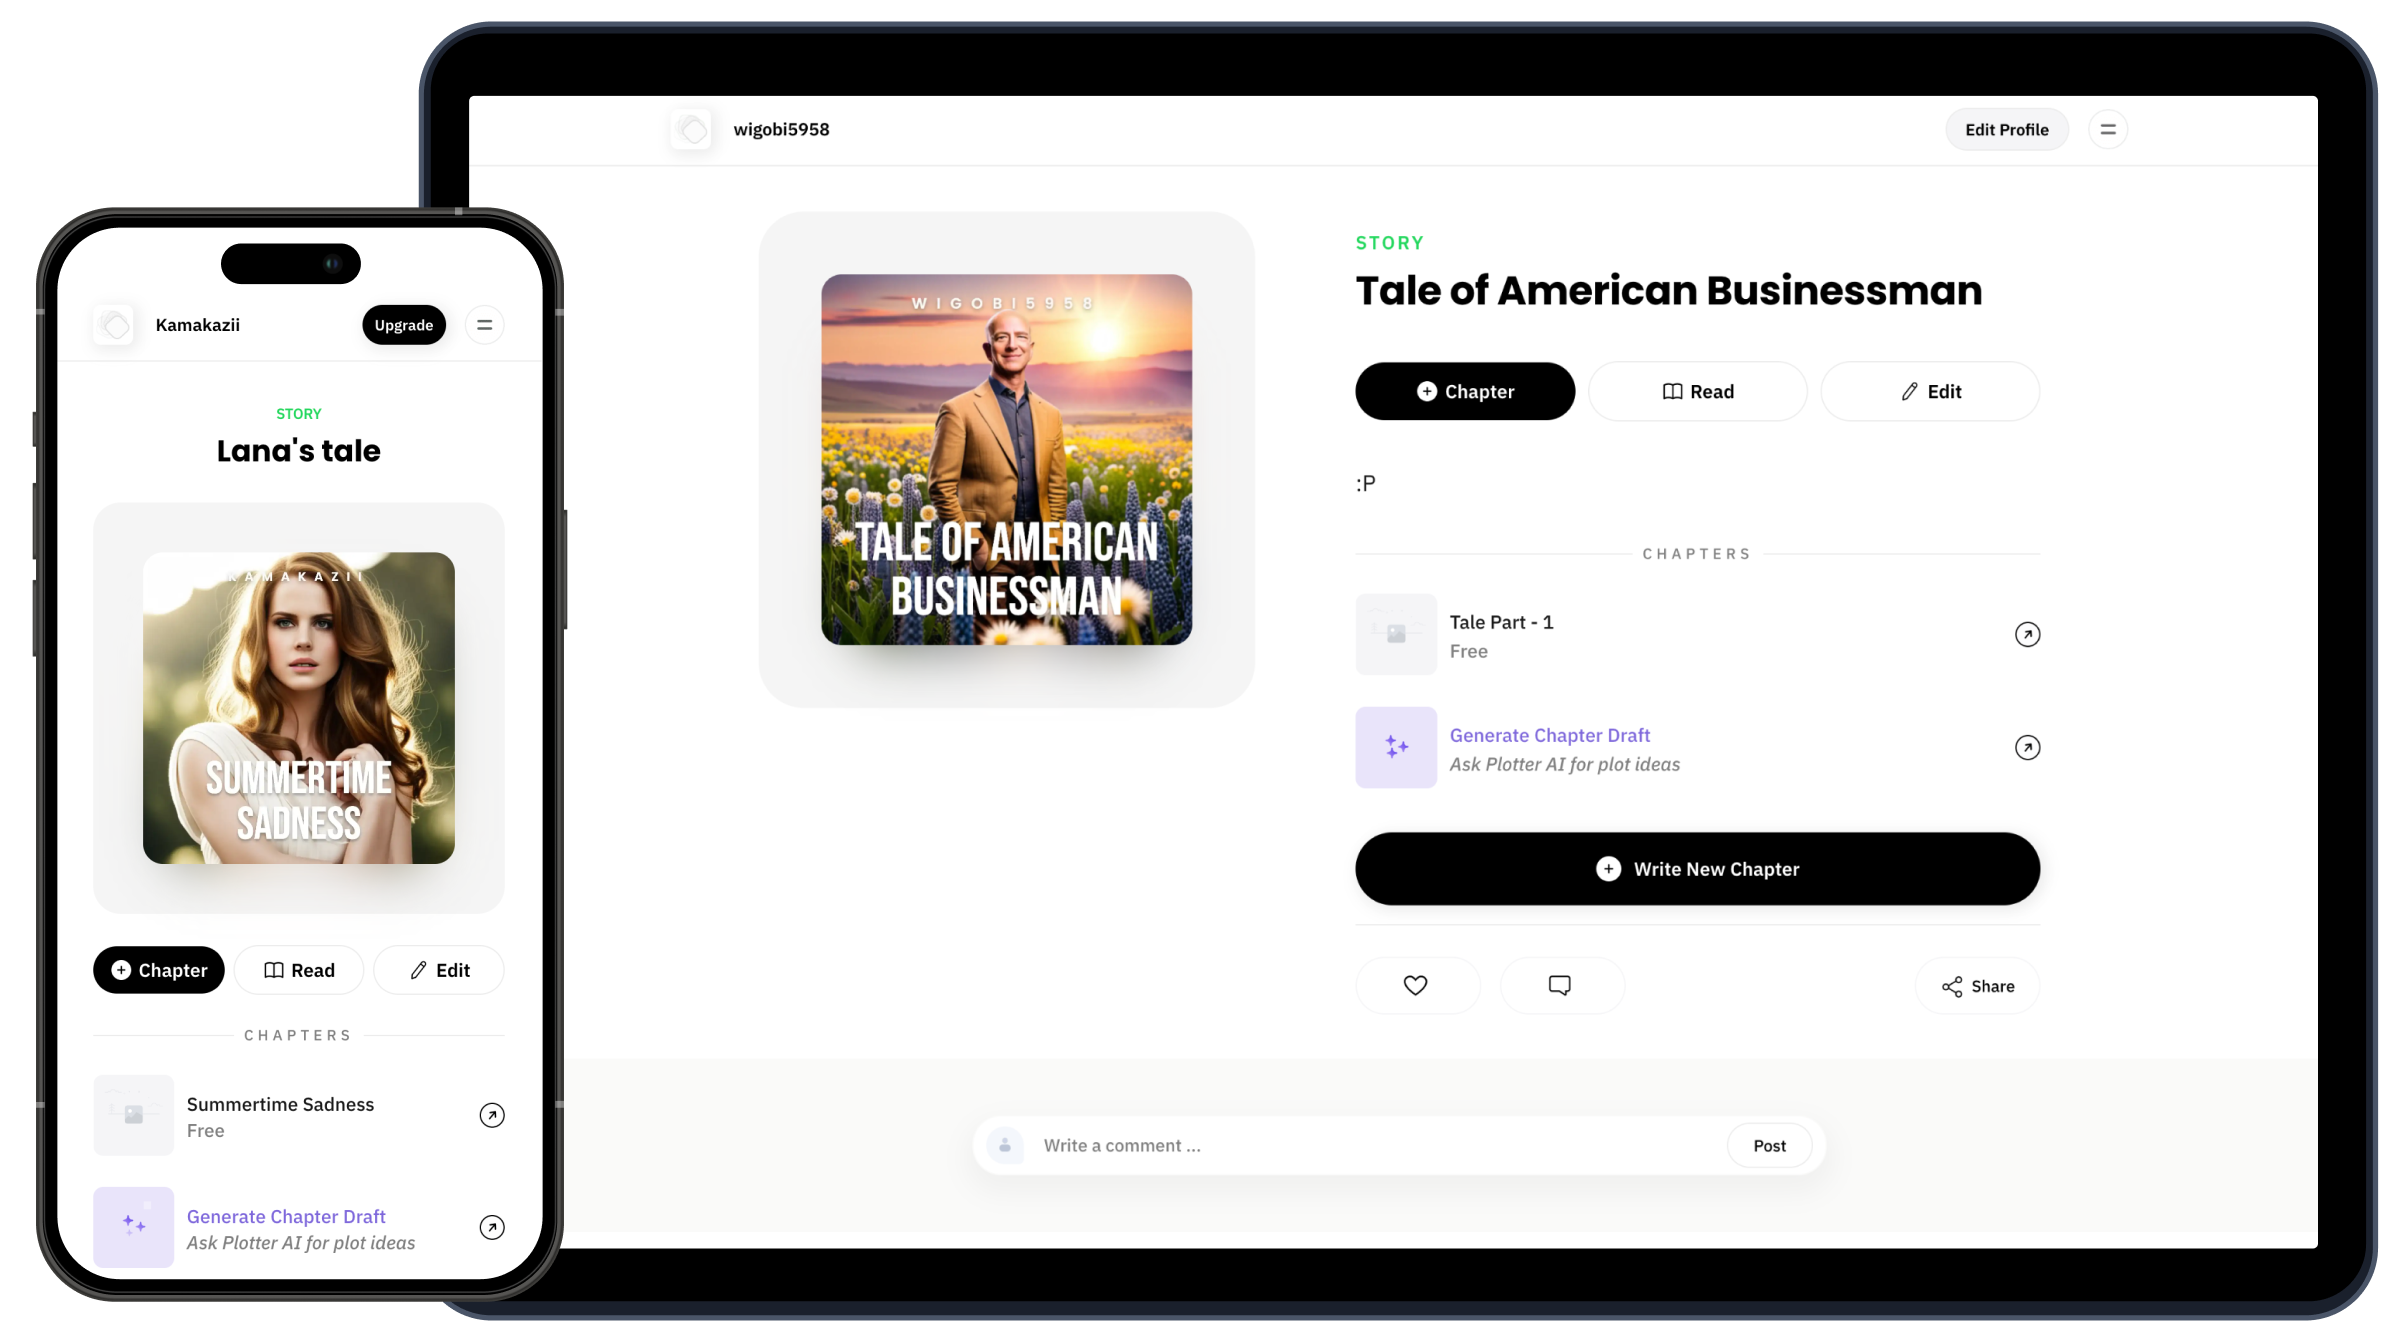 wigobi5958
Edit Profile
WIGOBI5958
TALE OF AMERICAN
BUSINESSMAN
STORY
Tale of American Businessman
Chapter
Read
Edit
:P
CHAPTERS
Tale Part - 1
Free
Generate Chapter Draft
Ask Plotter AI for plot ideas
Write New Chapter
Share
Write a comment ...
Post
Kamakazii
Upgrade
STORY
Lana's tale
KAMAKAZII
SUMMERTIME
SADNESS
Chapter
Read
Edit
CHAPTERS
Summertime Sadness
Free
Generate Chapter Draft
Ask Plotter AI for plot ideas